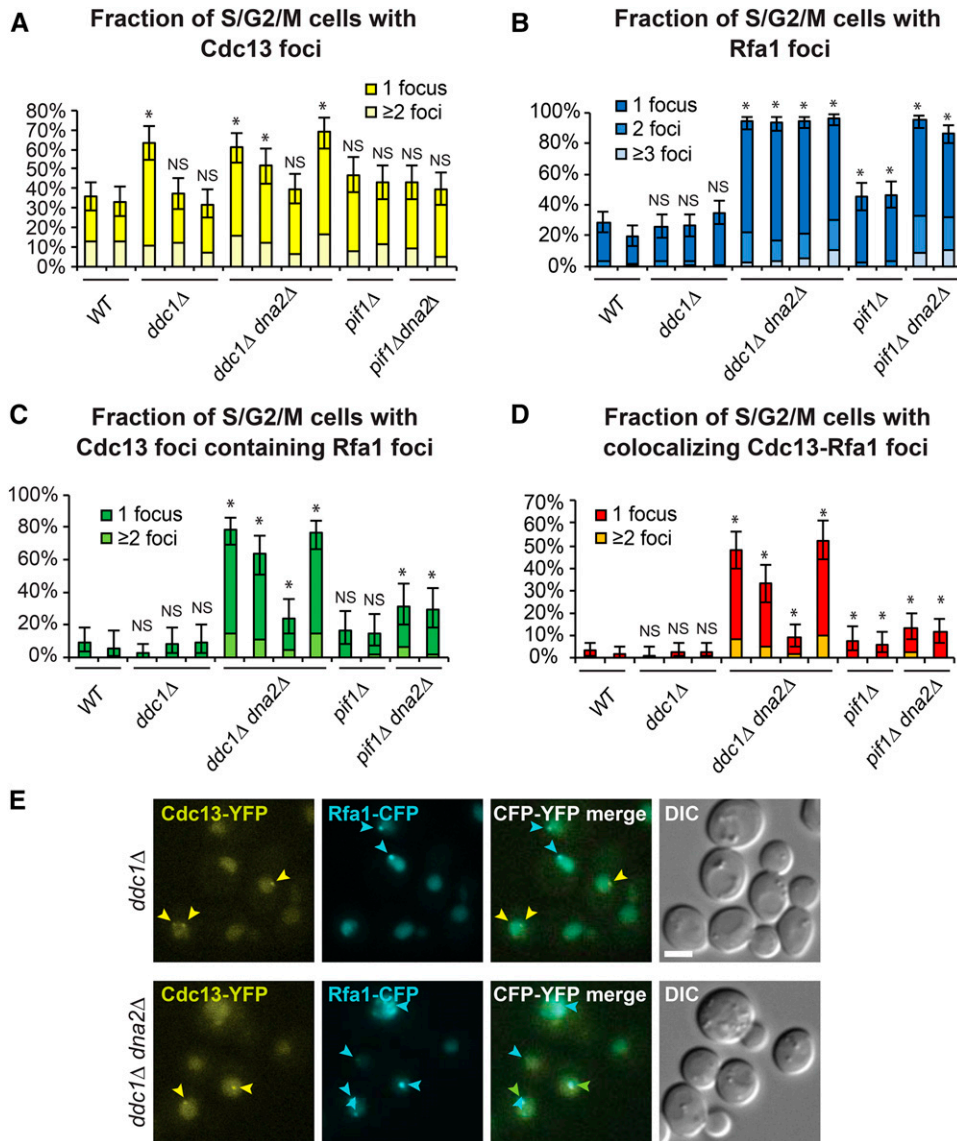 A
Fraction of S/G2/M cells with
Cdc13 foci
1 focus
≥2 foci
80%
70%
60%
50%
40%
30%
20%
10%
0%
* NS NS * * NS * NS NS NS NS
WT
ddc1Δ
ddc1Δ dna2Δ
pif1Δ
pif1Δdna2Δ
B
Fraction of S/G2/M cells with
Rfa1 foci
1 focus
2 foci
≥3 foci
100%
80%
60%
40%
20%
0%
NS NS NS * * * * * * * *
WT
ddc1Δ
ddc1Δ dna2Δ
pif1Δ
pif1Δ dna2Δ
C
Fraction of S/G2/M cells with
Cdc13 foci containing Rfa1 foci
1 focus
≥2 foci
100%
80%
60%
40%
20%
0%
NS NS NS * * * * NS NS * *
WT
ddc1Δ
ddc1Δ dna2Δ
pif1Δ
pif1Δ dna2Δ
D
Fraction of S/G2/M cells with
colocalizing Cdc13-Rfa1 foci
1 focus
≥2 foci
70%
60%
50%
40%
30%
20%
10%
0%
NS NS NS * * * * * * * *
WT
ddc1Δ
ddc1Δ dna2Δ
pif1Δ
pif1Δ dna2Δ
E
ddc1Δ
Cdc13-YFP
Rfa1-CFP
CFP-YFP merge
DIC
ddc1Δ dna2Δ
Cdc13-YFP
Rfa1-CFP
CFP-YFP merge
DIC